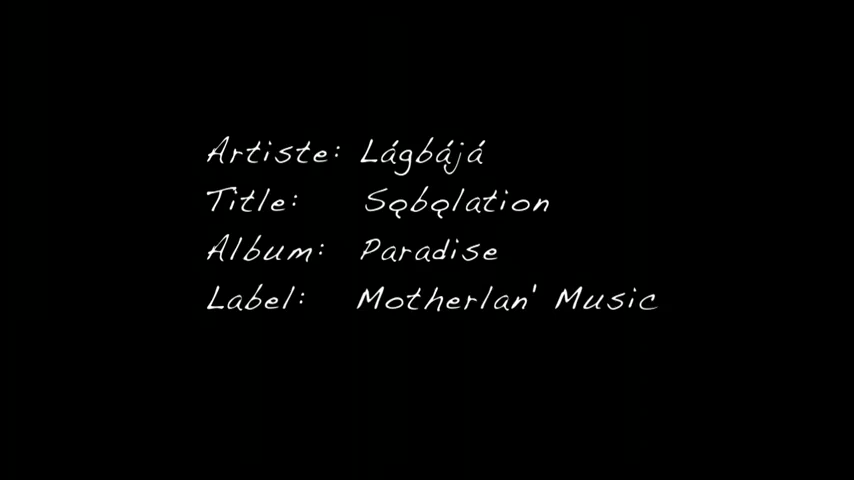 Artiste: Lágbájá
Title: Sọbọlation
Album: Paradise
Label: Motherlan' Music